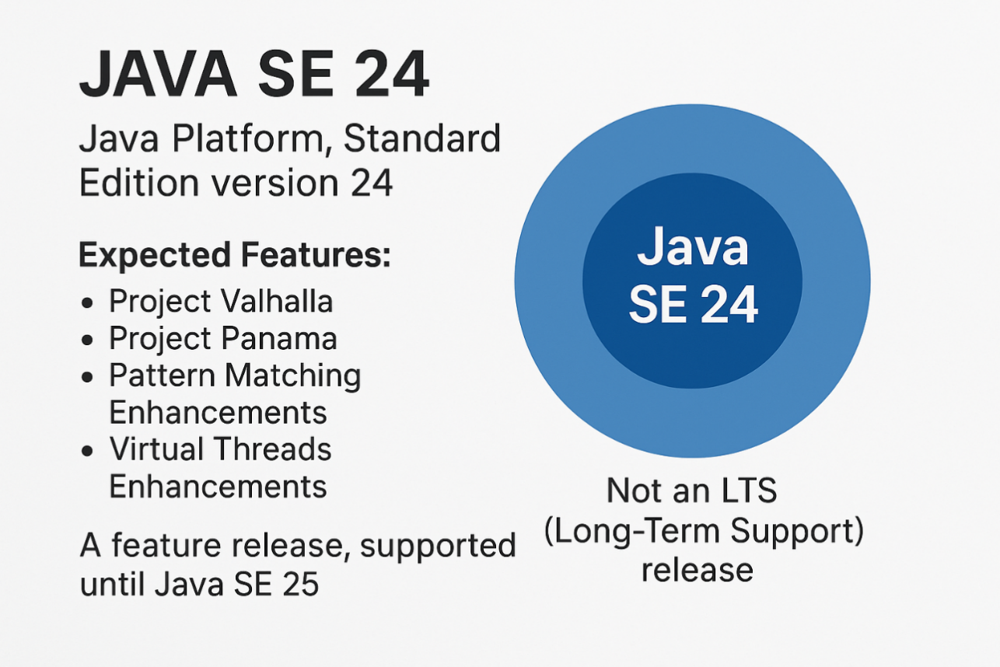 JAVA SE 24
Java Platform, Standard
Edition version 24
Expected Features:
• Project Valhalla
• Project Panama
• Pattern Matching
Enhancements
• Virtual Threads
Enhancements
A feature release, supported
until Java SE 25
Java
SE 24
Not an LTS
(Long-Term Support)
release